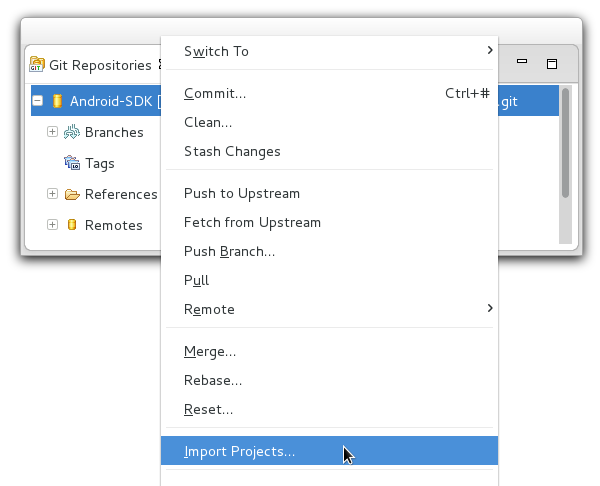 Switch To
Git Repositories
Android-SDK [
.git
Commit... Ctrl+#
Clean...
Branches
Stash Changes
Tags
Push to Upstream
References
Fetch from Upstream
Remotes
Push Branch...
Pull
Remote
Merge...
Rebase...
Reset...
Import Projects...